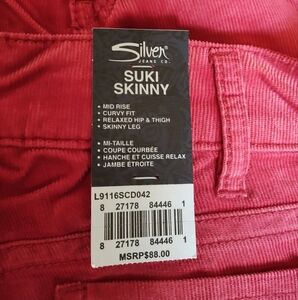 Silver
JEANS CO.
SUKI
SKINNY
• MID RISE
• CURVY FIT
• RELAXED HIP & THIGH
• SKINNY LEG
• MI-TAILLE
• COUPE COURBÉE
• HANCHE ET CUISSE RELAX
• JAMBE ÉTROITE
L9116SCD042
8 27178 84446 1
8 27178 84446 1
MSRP$88.00